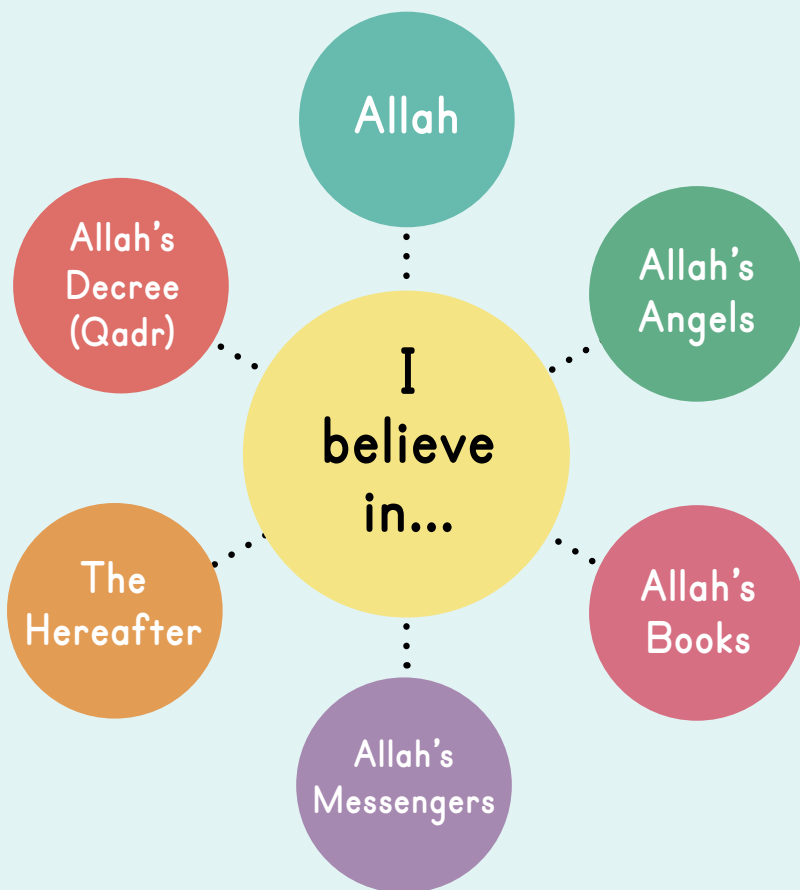 I
believe
in...
Allah
Allah's
Angels
Allah's
Books
Allah's
Messengers
The
Hereafter
Allah's
Decree
(Qadr)